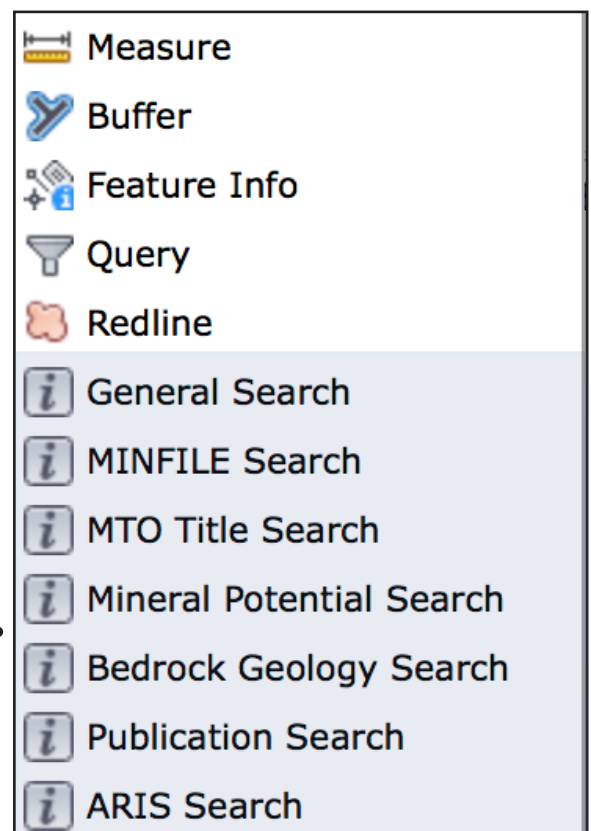 Measure
Buffer
Feature Info
Query
Redline
General Search
MINFILE Search
MTO Title Search
Mineral Potential Search
Bedrock Geology Search
Publication Search
ARIS Search